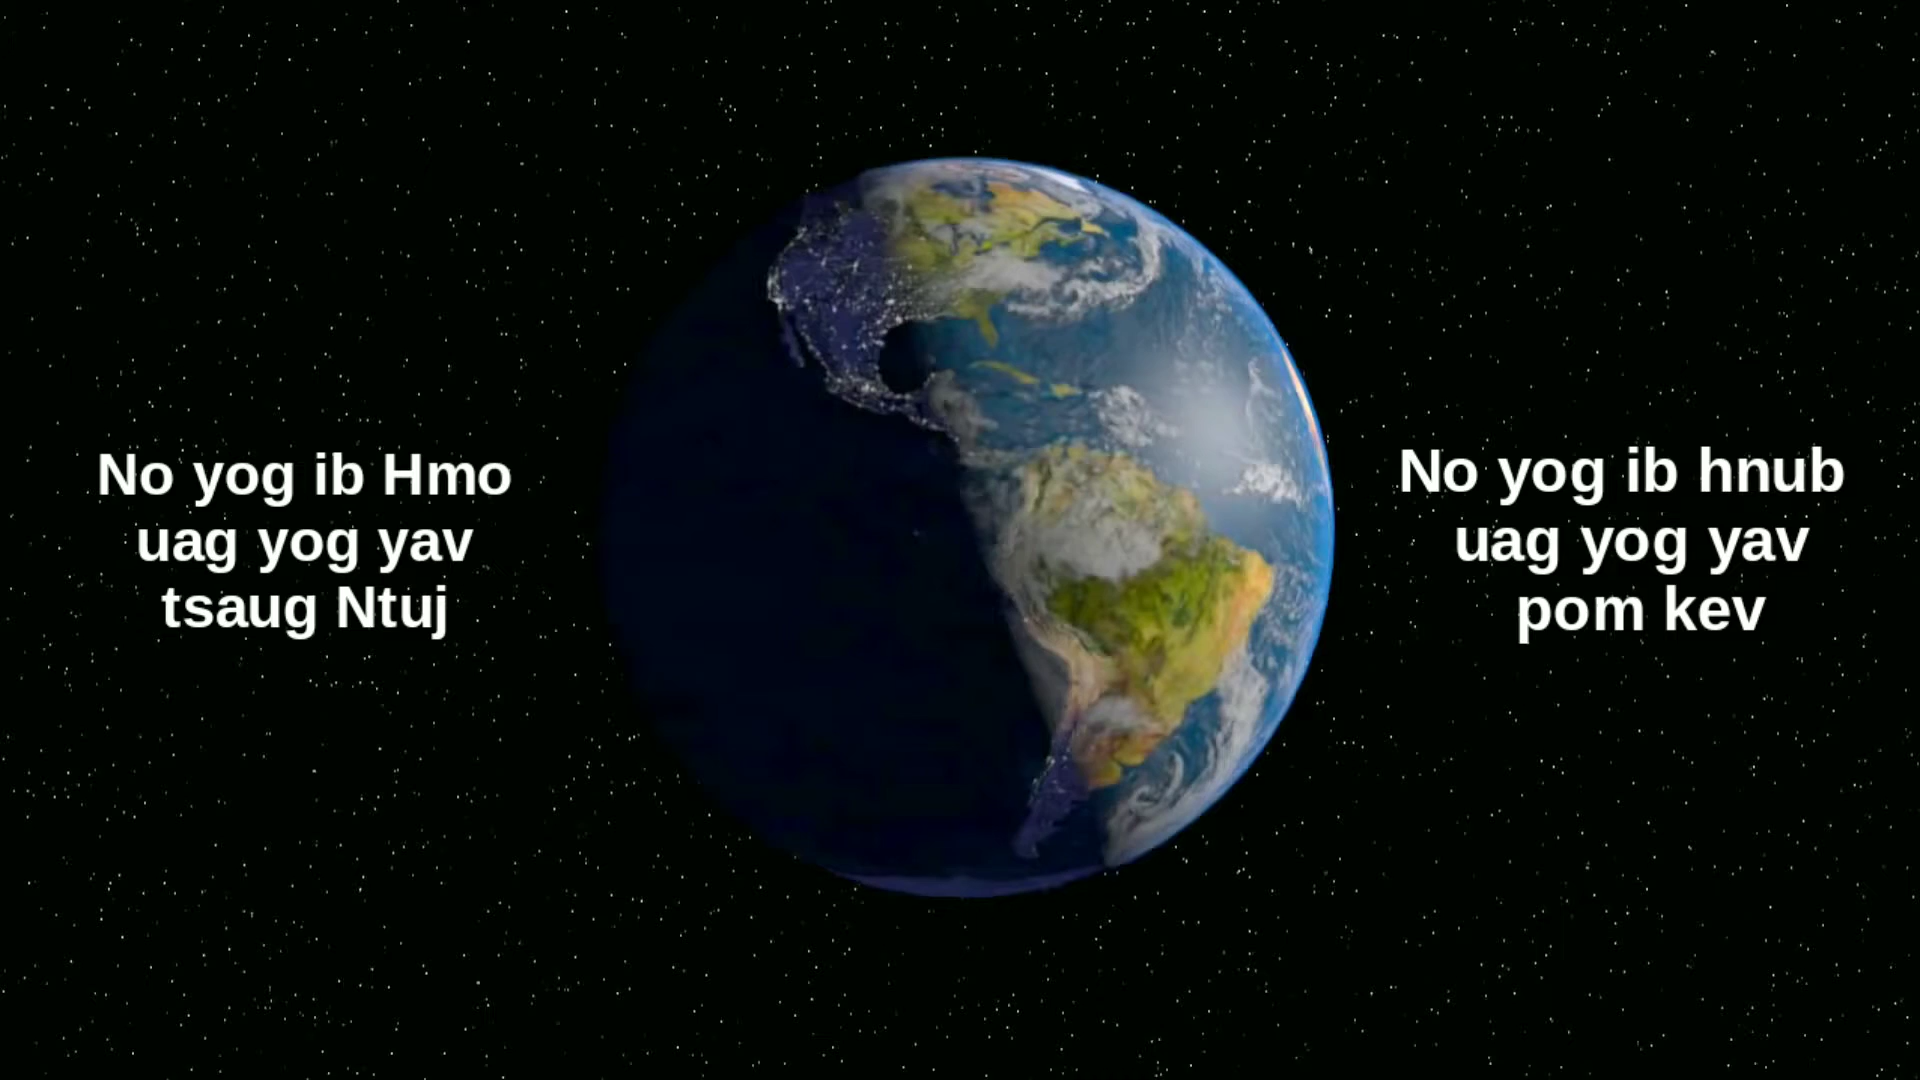 No yog ib Hmo
uag yog yav
tsaug Ntuj
No yog ib hnub
uag yog yav
pom kev